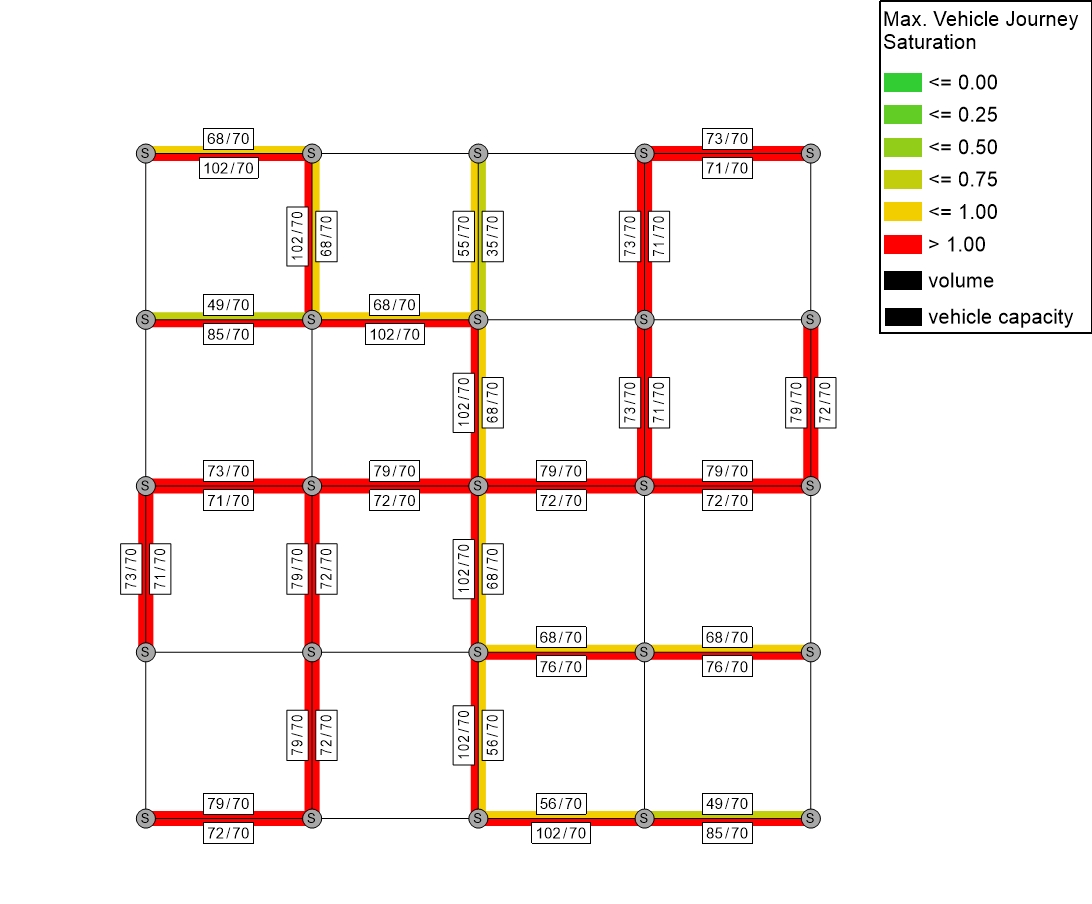 Max. Vehicle Journey
Saturation
<= 0.00
<= 0.25
<= 0.50
<= 0.75
<= 1.00
> 1.00
volume
vehicle capacity
68/70
73/70
S S S S S
102/70
71/70
102/70 68/70 55/70 35/70 73/70 71/70
49/70
68/70
S S S S S
85/70
102/70
102/70 68/70 73/70 71/70 79/70 72/70
73/70
79/70
79/70
79/70
S S S S S
71/70
72/70
72/70
72/70
73/70 71/70 79/70 72/70 102/70 68/70
68/70
68/70
S S S S S
76/70
76/70
79/70 72/70 102/70 56/70
79/70
56/70
49/70
S S S S S
72/70
102/70
85/70